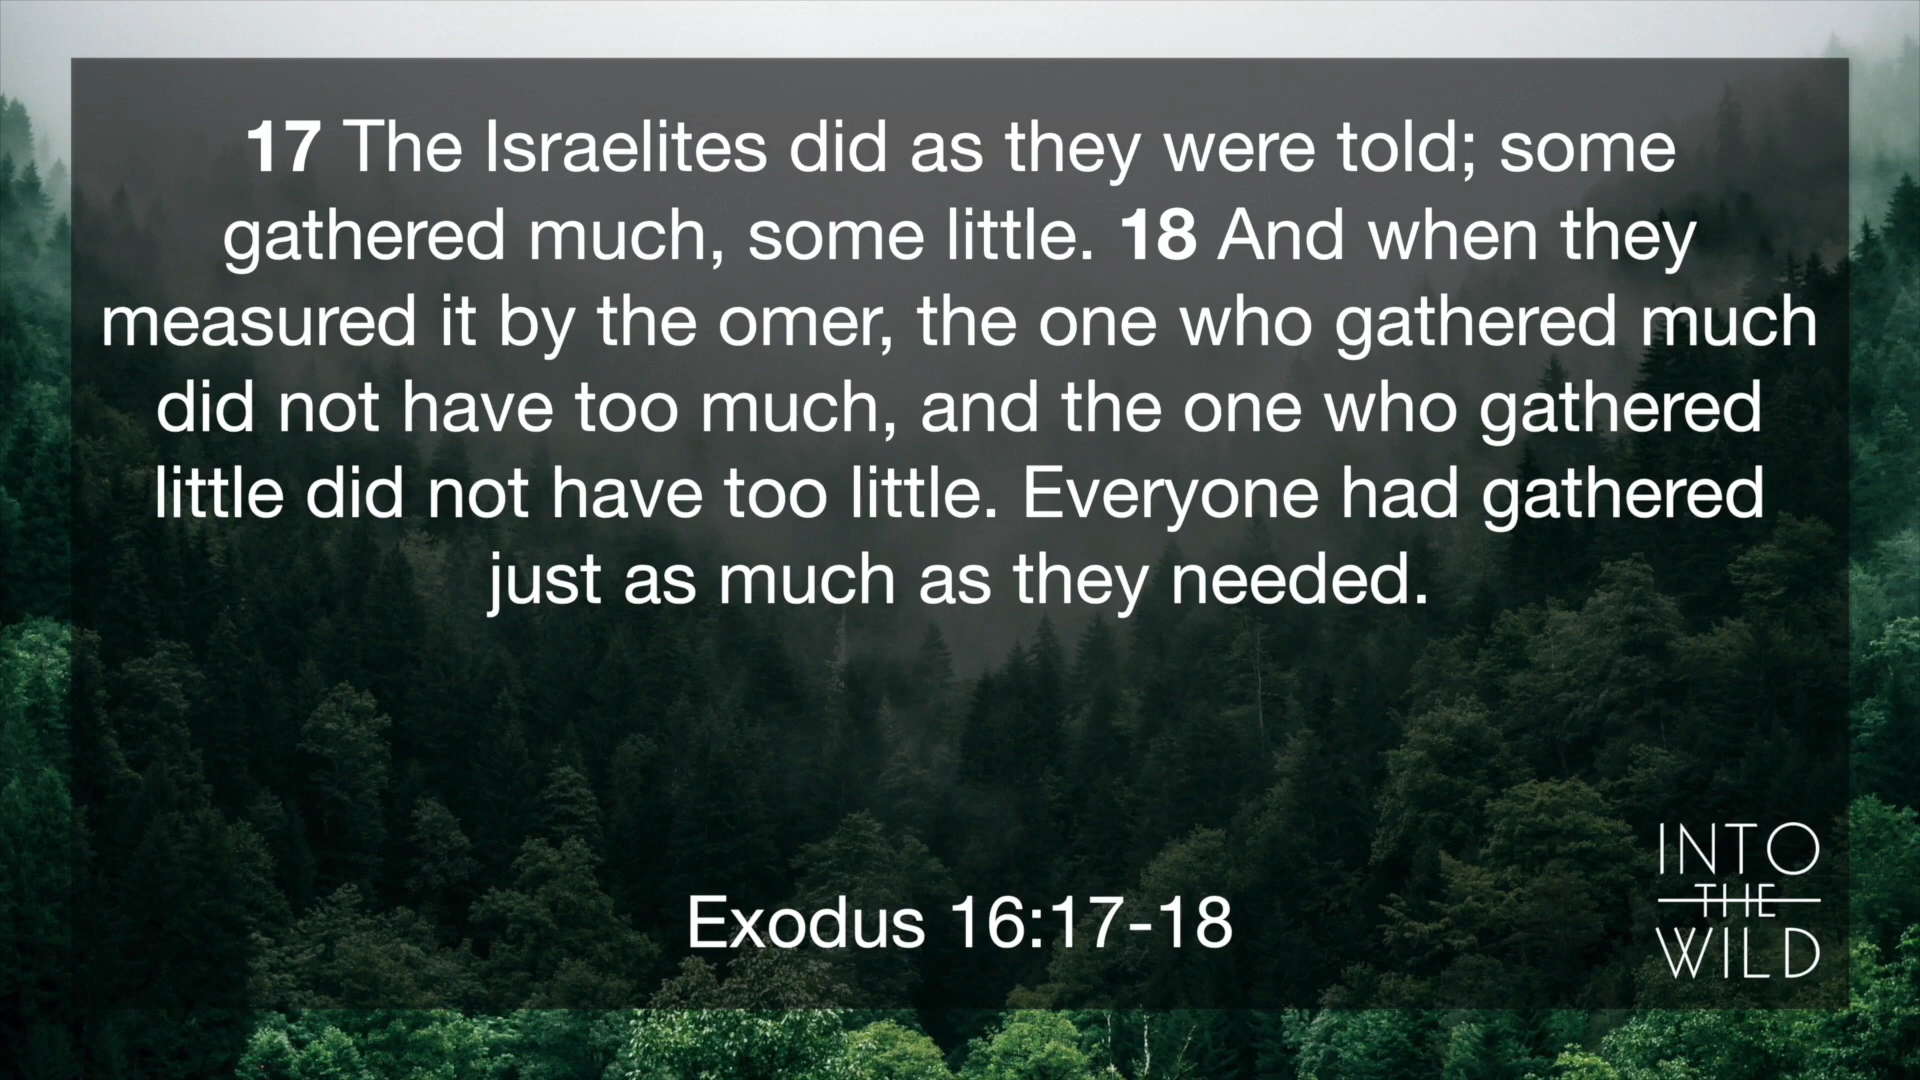 17 The Israelites did as they were told; some
gathered much, some little. 18 And when they
measured it by the omer, the one who gathered much
did not have too much, and the one who gathered
little did not have too little. Everyone had gathered
just as much as they needed.
Exodus 16:17-18
INTO
THE
WILD